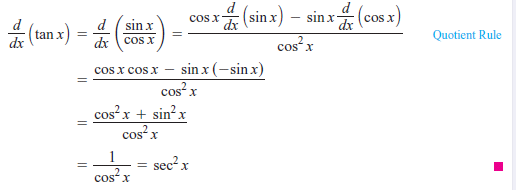 d/dx (tan x) = d/dx (sin x / cos x) = (cos x d/dx (sin x) − sin x d/dx (cos x)) / cos² x Quotient Rule
= (cos x cos x − sin x (−sin x)) / cos² x
= (cos² x + sin² x) / cos² x
= 1 / cos² x = sec² x